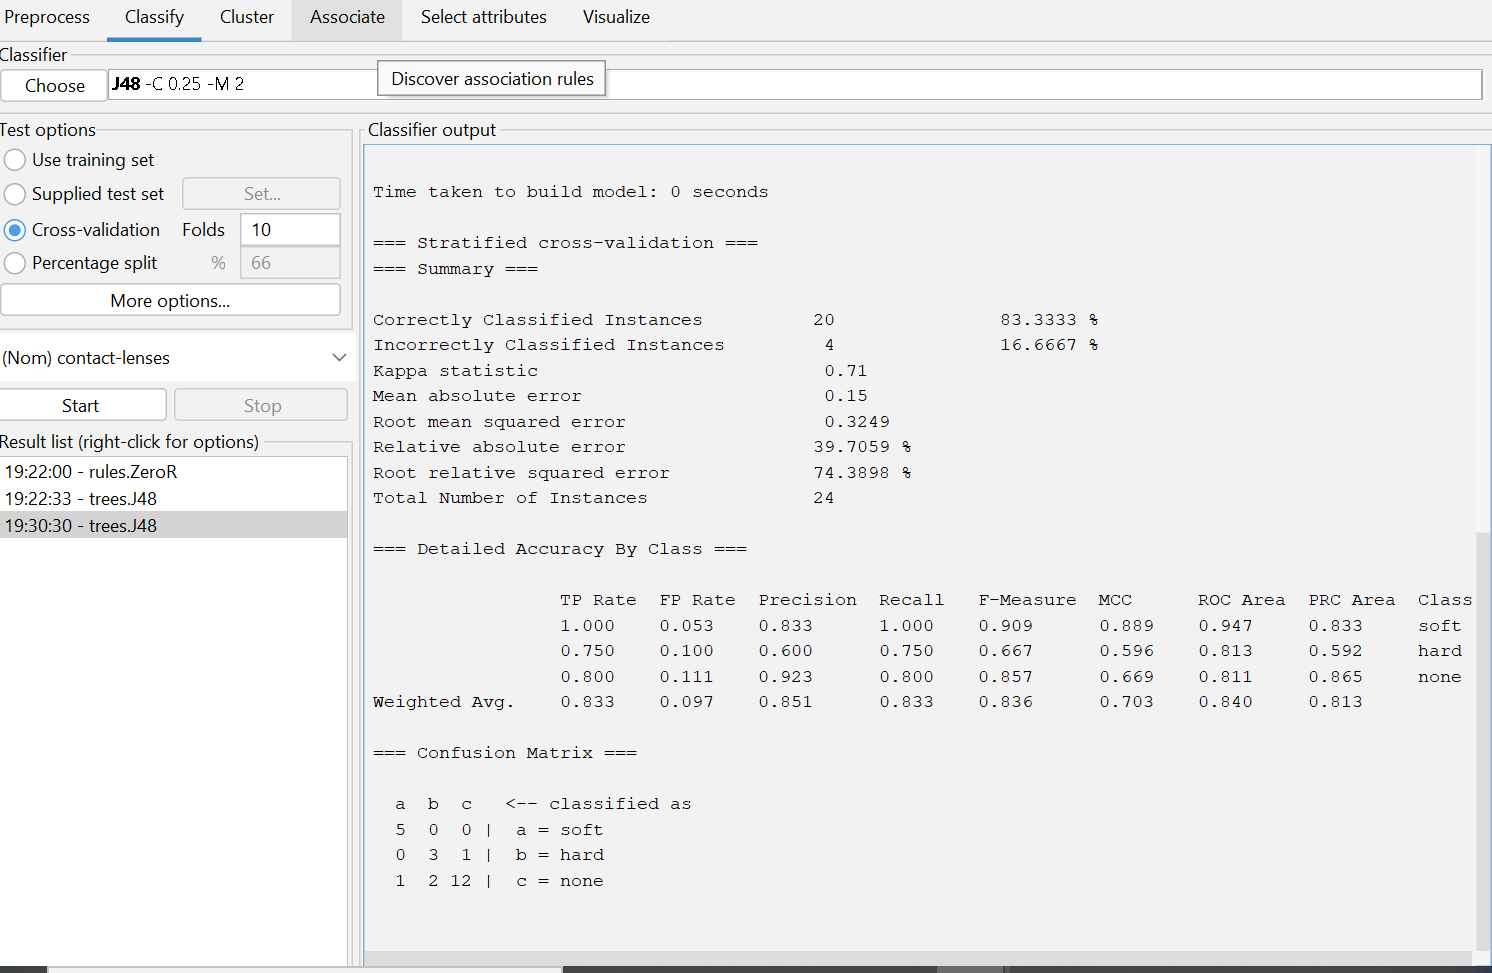 Preprocess Classify Cluster Associate Select attributes Visualize
Classifier
Choose J48 -C 0.25 -M 2
Discover association rules
Test options
Use training set
Supplied test set Set...
Cross-validation Folds 10
Percentage split % 66
More options...
(Nom) contact-lenses
Start Stop
Result list (right-click for options)
19:22:00 - rules.ZeroR
19:22:33 - trees.J48
19:30:30 - trees.J48
Classifier output
Time taken to build model: 0 seconds
=== Stratified cross-validation ===
=== Summary ===
Correctly Classified Instances 20 83.3333 %
Incorrectly Classified Instances 4 16.6667 %
Kappa statistic 0.71
Mean absolute error 0.15
Root mean squared error 0.3249
Relative absolute error 39.7059 %
Root relative squared error 74.3898 %
Total Number of Instances 24
=== Detailed Accuracy By Class ===
TP Rate FP Rate Precision Recall F-Measure MCC ROC Area PRC Area Class
1.000 0.053 0.833 1.000 0.909 0.889 0.947 0.833 soft
0.750 0.100 0.600 0.750 0.667 0.596 0.813 0.592 hard
0.800 0.111 0.923 0.800 0.857 0.669 0.811 0.865 none
Weighted Avg. 0.833 0.097 0.851 0.833 0.836 0.703 0.840 0.813
=== Confusion Matrix ===
a b c <-- classified as
5 0 0 | a = soft
0 3 1 | b = hard
1 2 12 | c = none